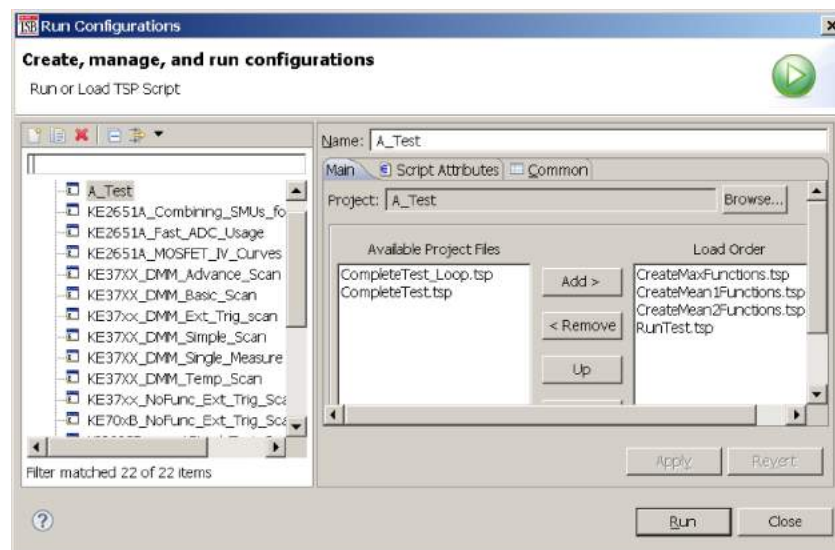 TSB Run Configurations
Create, manage, and run configurations
Run or Load TSP Script
A_Test
KE2651A_Combining_SMUs_fo
KE2651A_Fast_ADC_Usage
KE2651A_MOSFET_IV_Curves
KE37XX_DMM_Advance_Scan
KE37XX_DMM_Basic_Scan
KE37xx_DMM_Ext_Trig_scan
KE37XX_DMM_Simple_Scan
KE37XX_DMM_Single_Measure
KE37XX_DMM_Temp_Scan
KE37xx_NoFunc_Ext_Trig_Sca
KE70xB_NoFunc_Ext_Trig_Sca
Filter matched 22 of 22 items
Name: A_Test
Main Script Attributes Common
Project: A_Test Browse...
Available Project Files
CompleteTest_Loop.tsp
CompleteTest.tsp
Add >
< Remove
Up
Load Order
CreateMaxFunctions.tsp
CreateMean1Functions.tsp
CreateMean2Functions.tsp
RunTest.tsp
Apply Revert
? Run Close